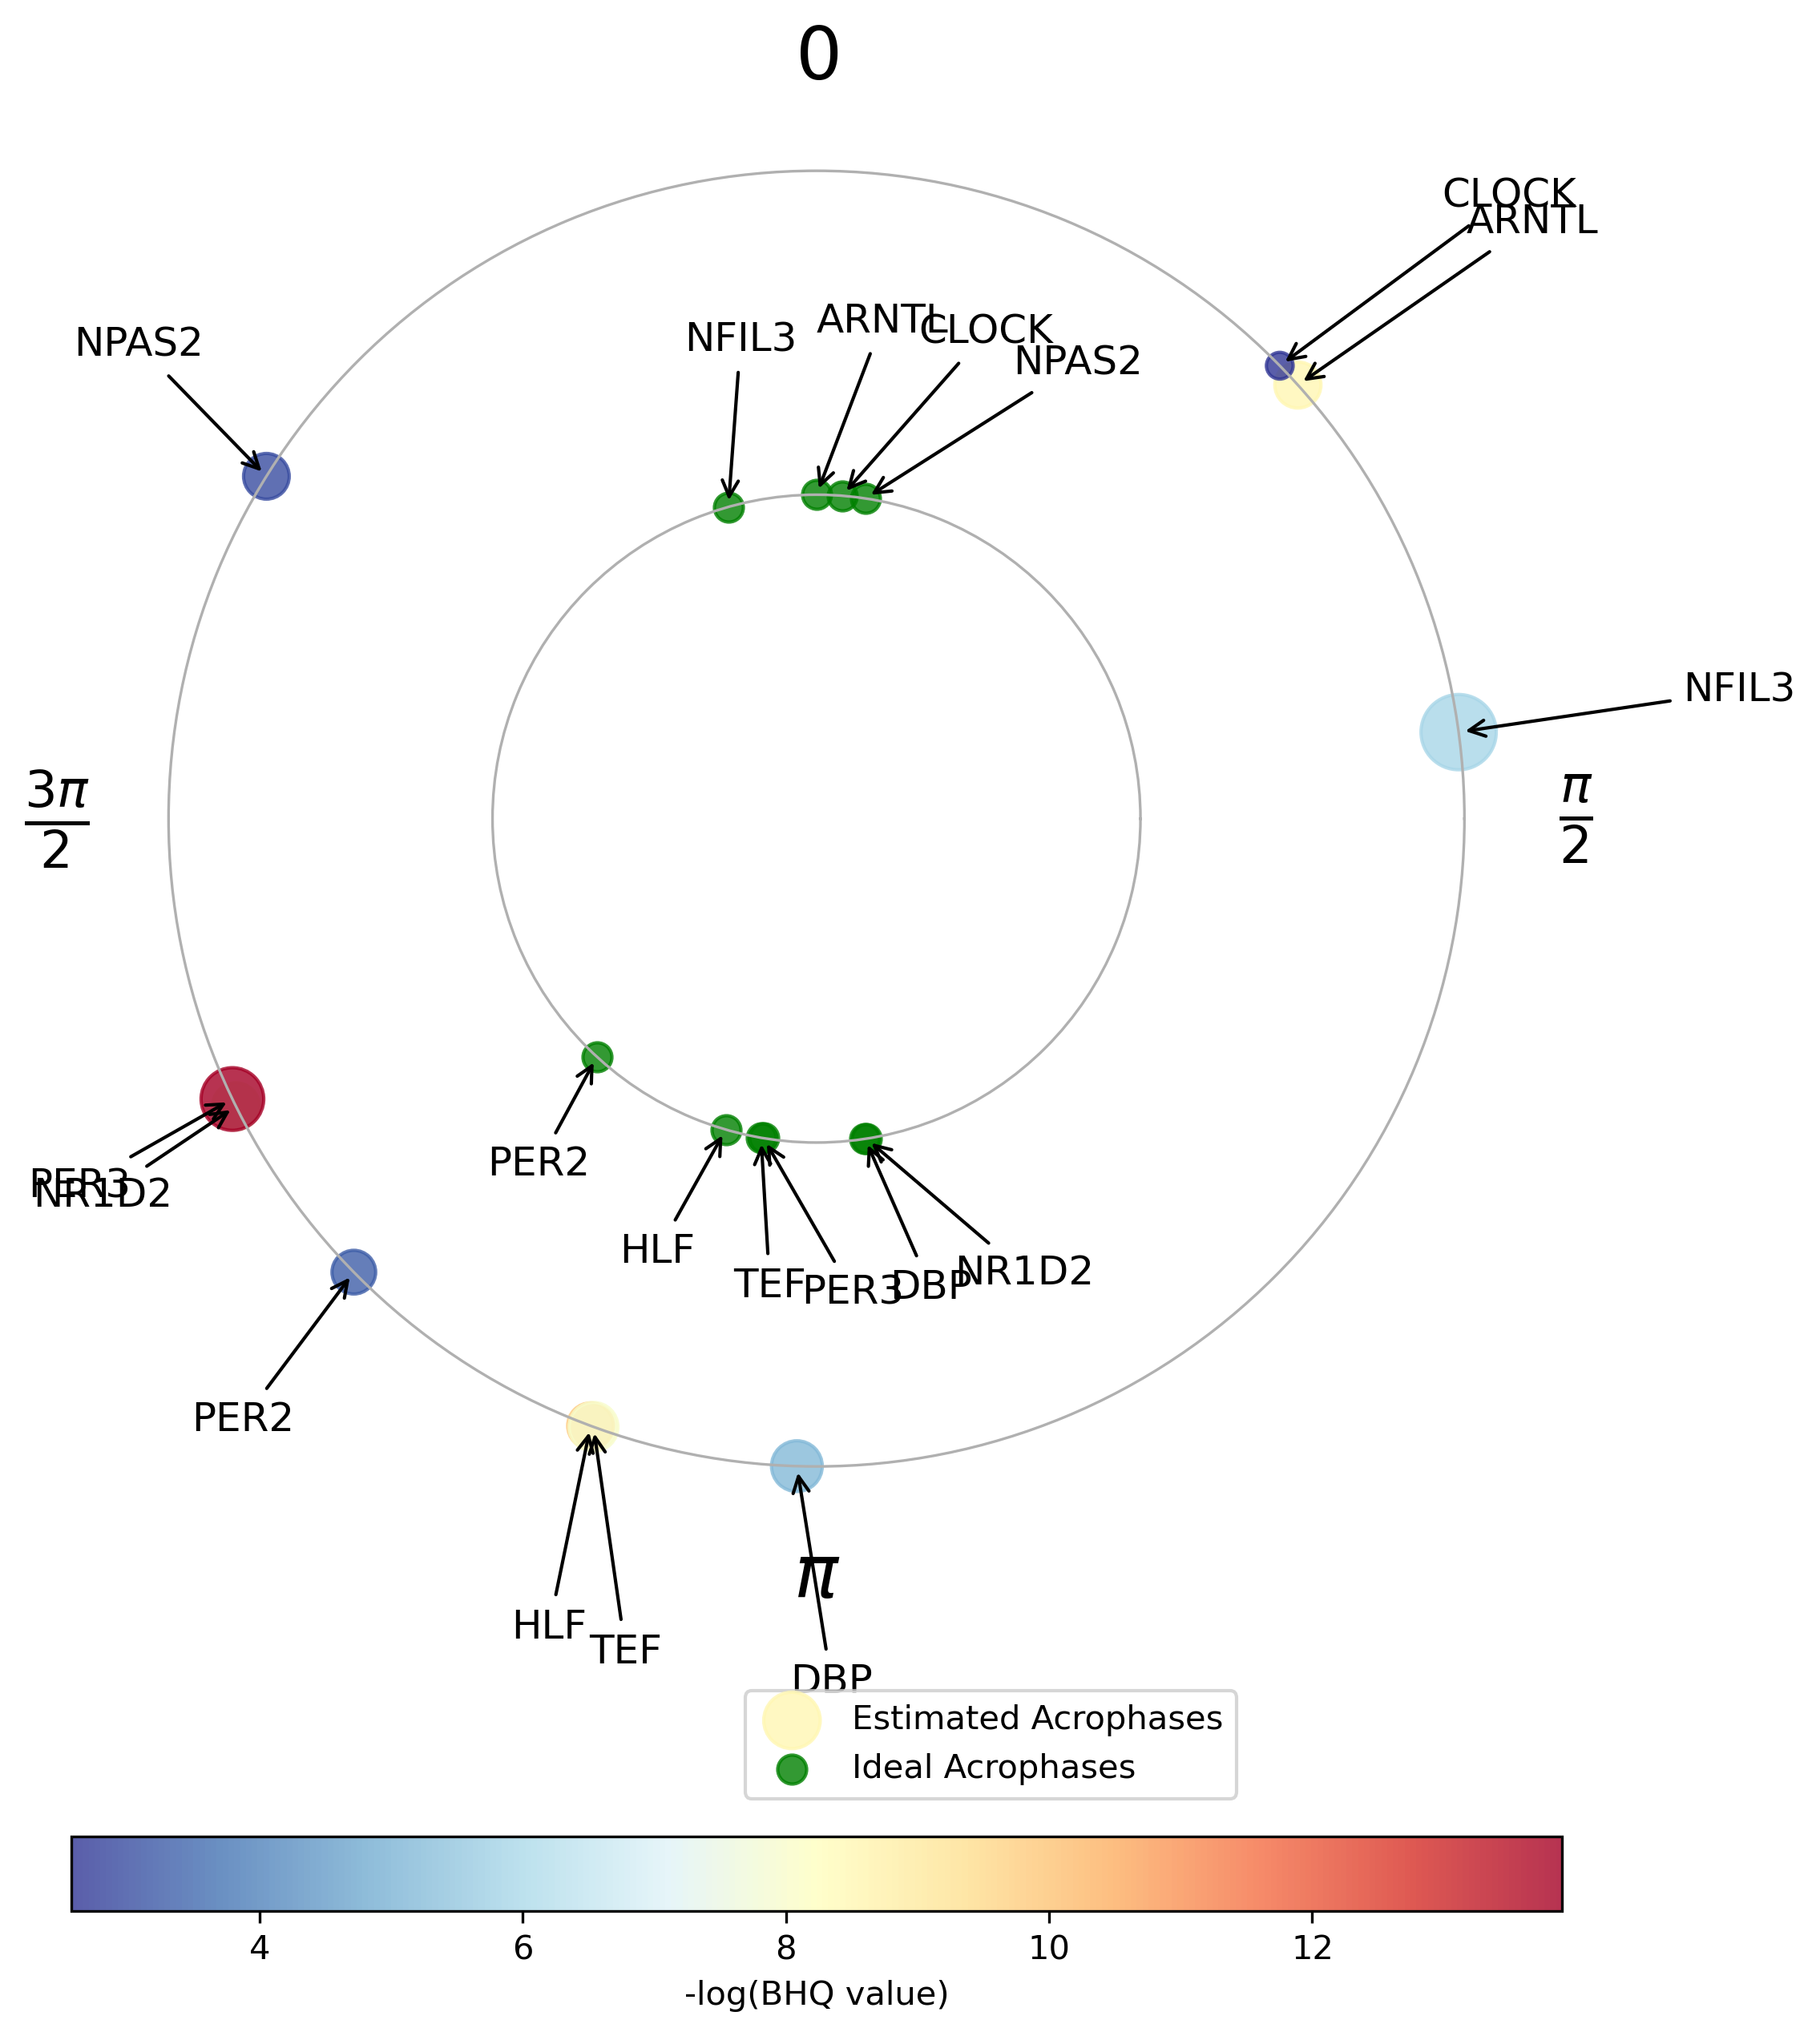 0
CLOCK
ARNTL
NPAS2
NFIL3
ARNTL
CLOCK
NPAS2
NFIL3
3π/2
π/2
PER2
PER3
NR1D2
HLF
TEF
PER3
DBP
NR1D2
PER2
π
HLF
TEF
DBP
Estimated Acrophases
Ideal Acrophases
4 6 8 10 12
-log(BHQ value)